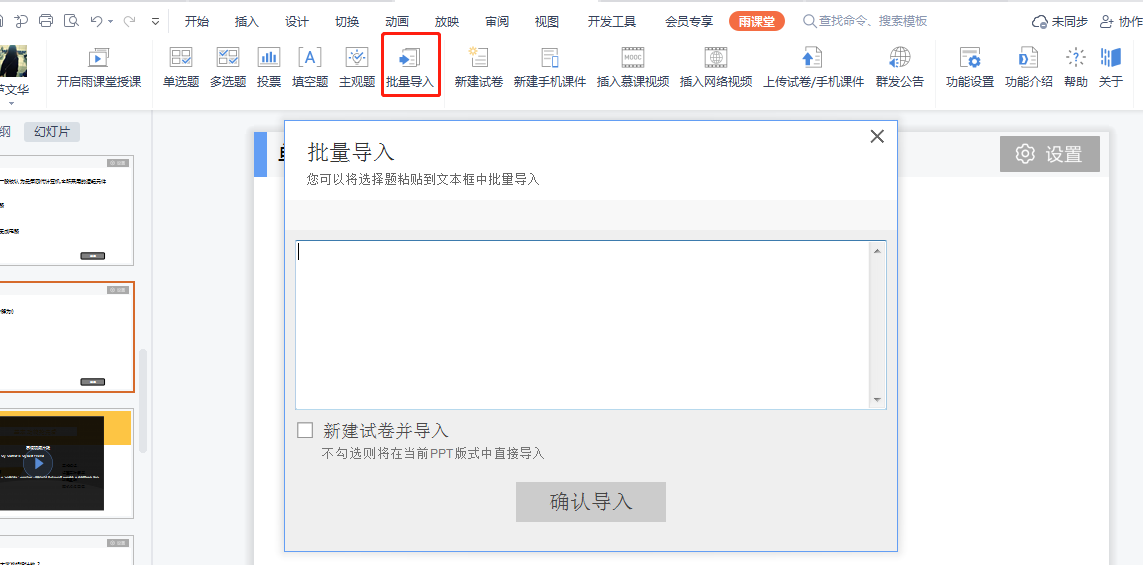 开始 插入 设计 切换 动画 放映 审阅 视图 开发工具 会员专享 雨课堂 查找命令、搜索模板 未同步 协作
文华 开启雨课堂授课 单选题 多选题 投票 填空题 主观题 批量导入 新建试卷 新建手机课件 插入慕课视频 插入网络视频 上传试卷/手机课件 群发公告 功能设置 功能介绍 帮助 关于
MOOC
纲 幻灯片
设置
批量导入
您可以将选择题粘贴到文本框中批量导入
新建试卷并导入
不勾选则将在当前PPT版式中直接导入
确认导入